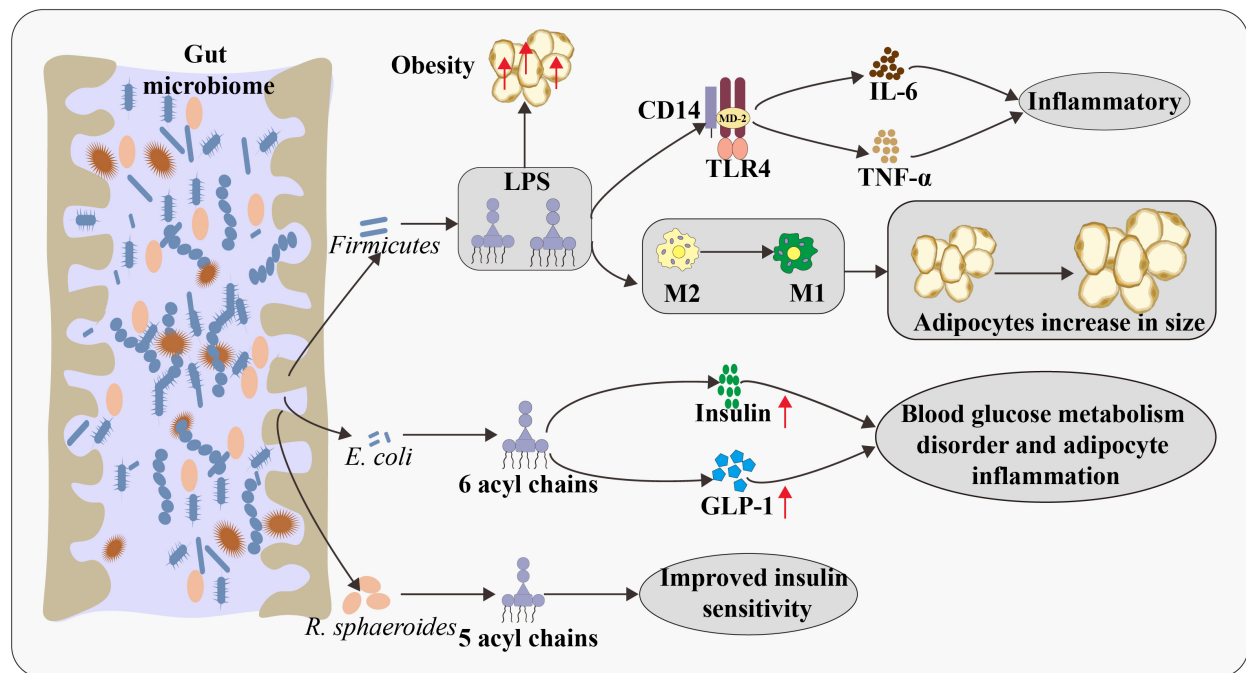 Gut
microbiome
Obesity
CD14
MD-2
TLR4
IL-6
TNF-α
Inflammatory
LPS
Firmicutes
M2
M1
Adipocytes increase in size
E. coli
6 acyl chains
Insulin
GLP-1
Blood glucose metabolism
disorder and adipocyte
inflammation
R. sphaeroides
5 acyl chains
Improved insulin
sensitivity